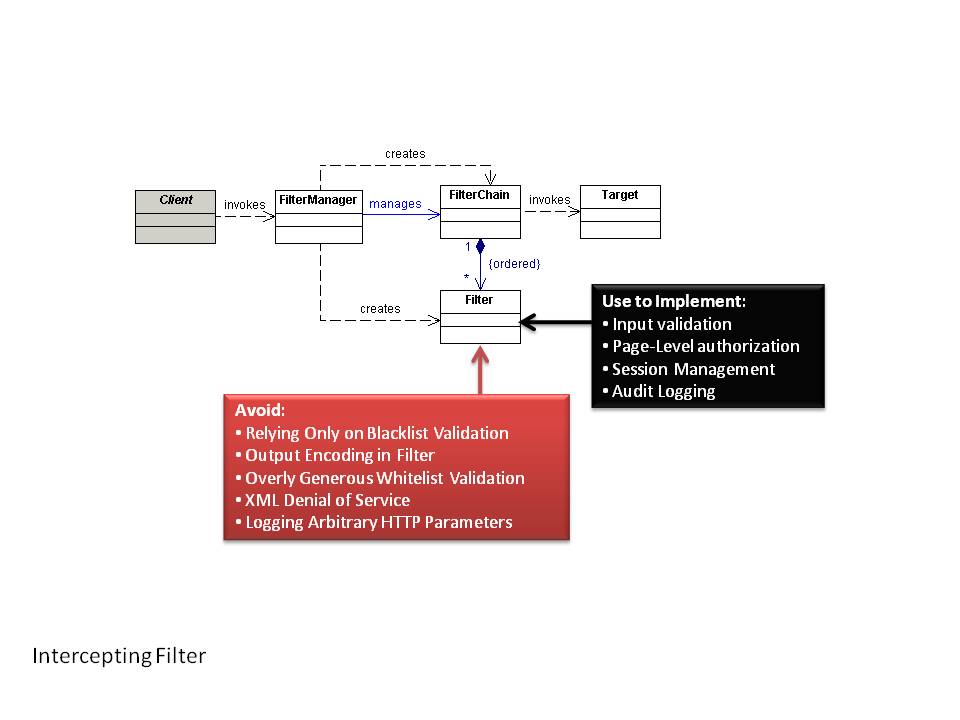 creates
Client
invokes
FilterManager
manages
FilterChain
invokes
Target
1
{ordered}
*
creates
Filter
Use to Implement:
• Input validation
• Page-Level authorization
• Session Management
• Audit Logging
Avoid:
• Relying Only on Blacklist Validation
• Output Encoding in Filter
• Overly Generous Whitelist Validation
• XML Denial of Service
• Logging Arbitrary HTTP Parameters
Intercepting Filter